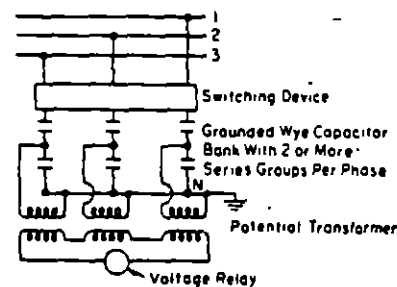 1
2
3
Switching Device
Grounded Wye Capacitor
Bank With 2 or More
Series Groups Per Phase
N
Potential Transformer
Voltage Relay